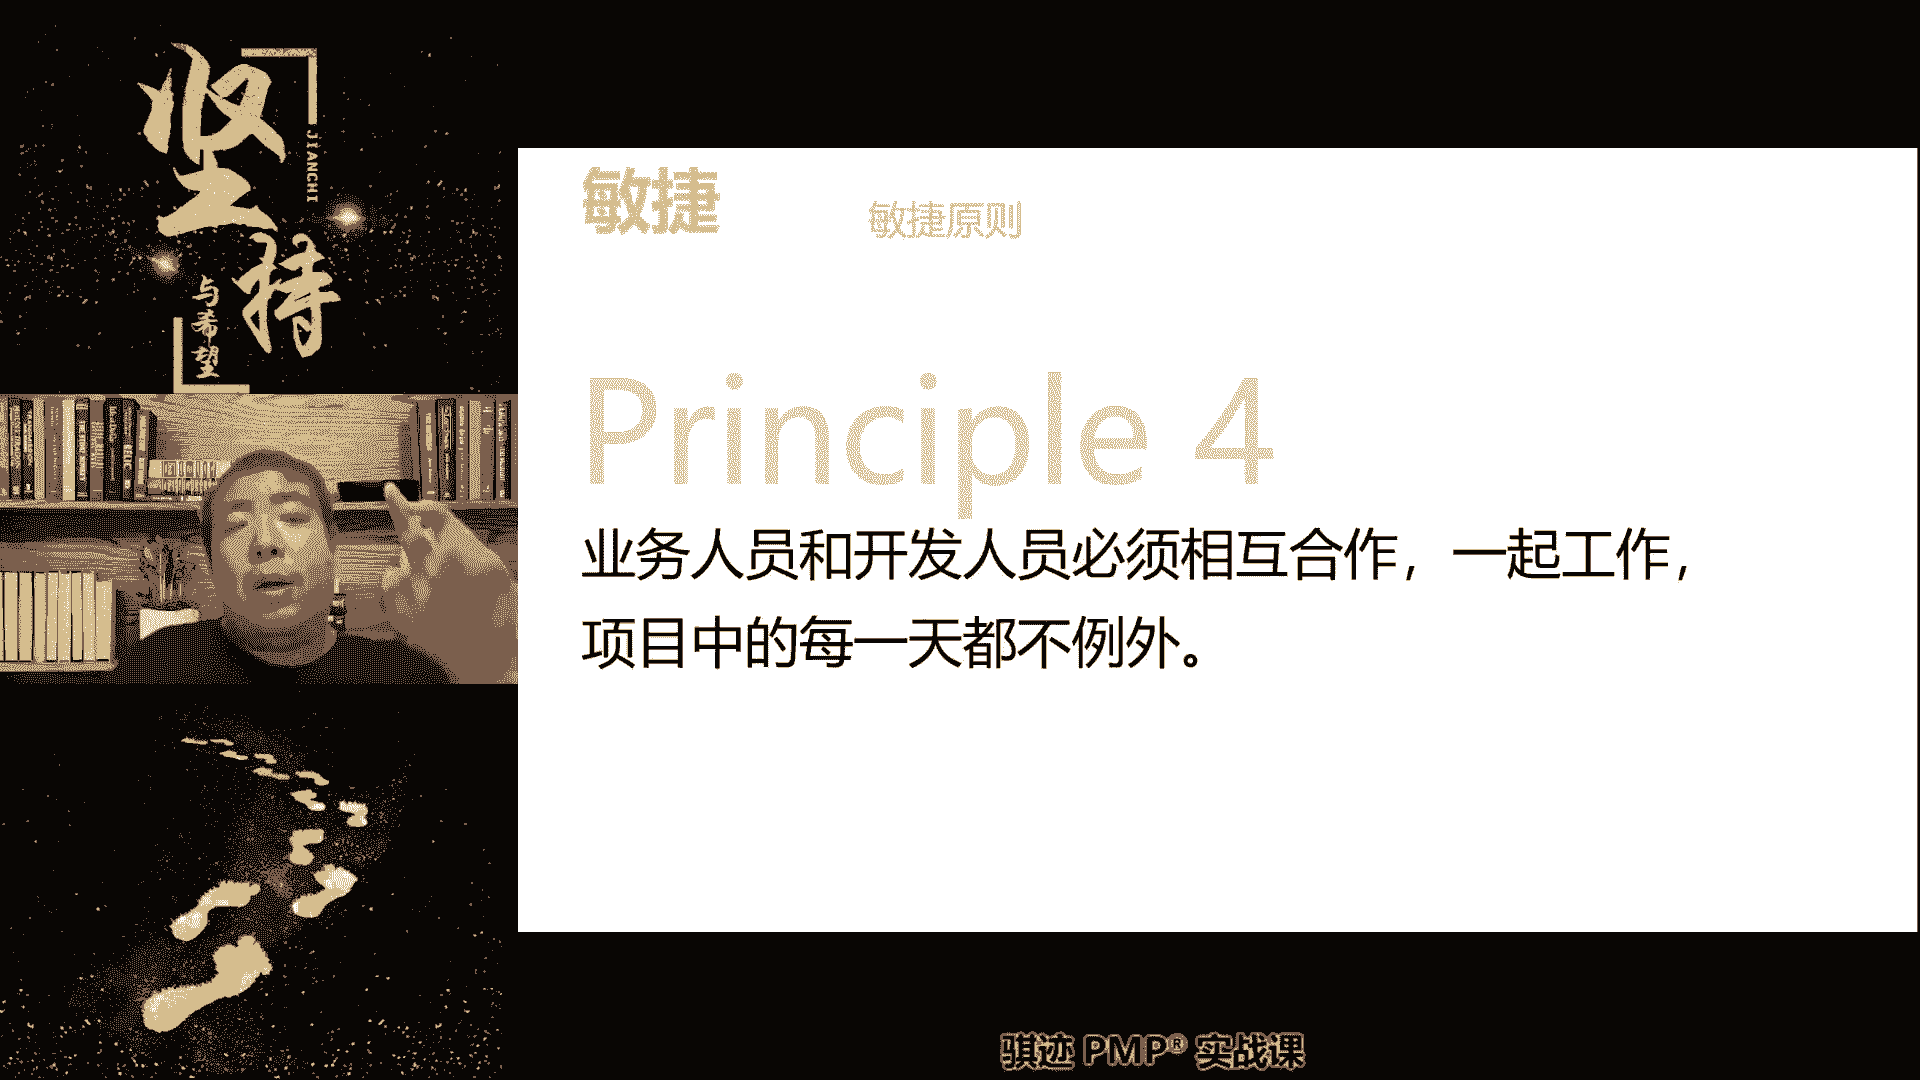 坚持
JIANCHI
与希望
敏捷
敏捷原则
Principle 4
业务人员和开发人员必须相互合作，一起工作，
项目中的每一天都不例外。
骐迹 PMP® 实战课